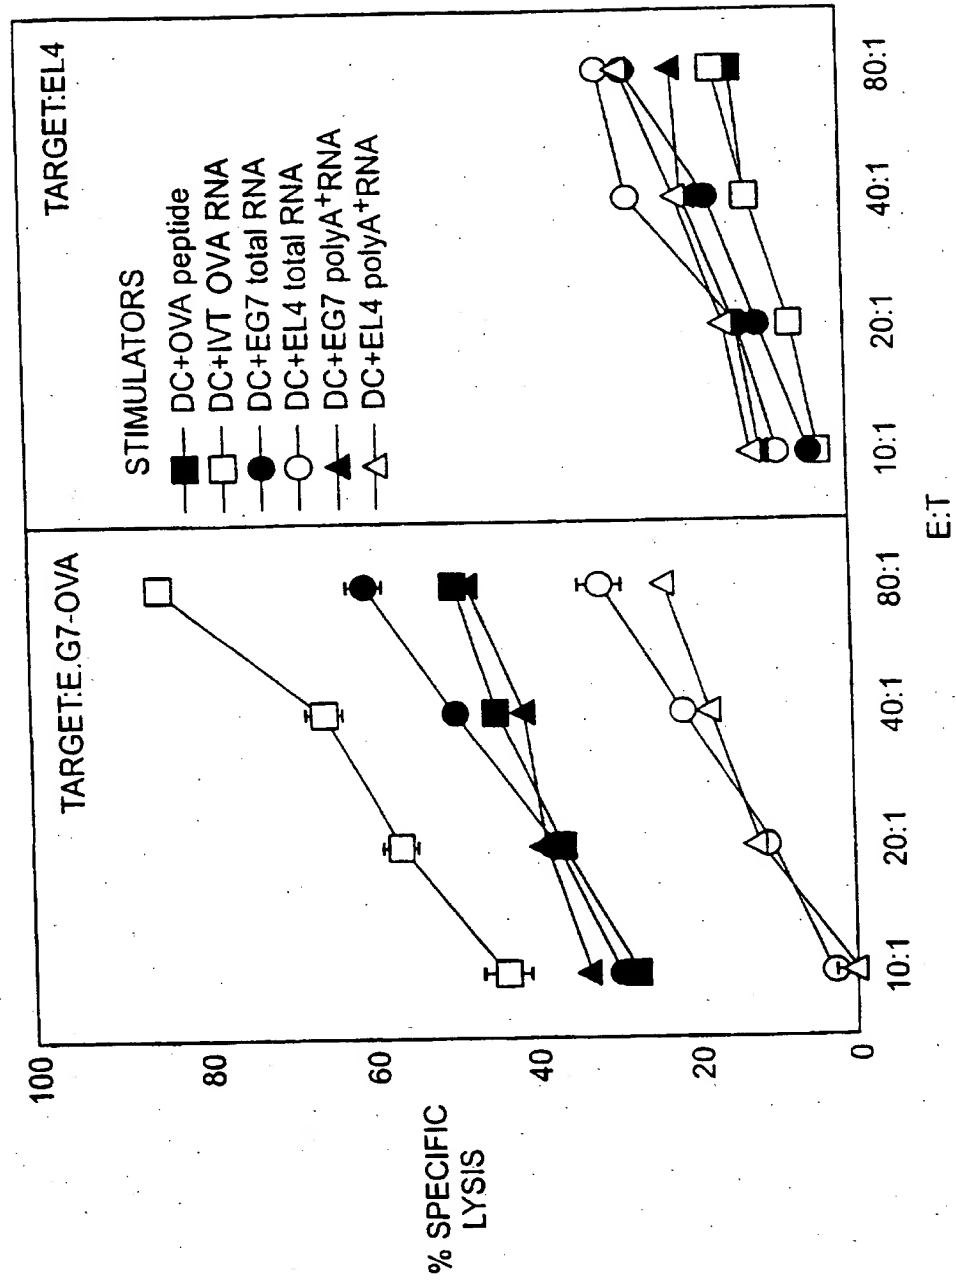 TARGET:E.G7-OVA
TARGET:EL4
STIMULATORS
DC+OVA peptide
DC+IVT OVA RNA
DC+EG7 total RNA
DC+EL4 total RNA
DC+EG7 polyA+RNA
DC+EL4 polyA+RNA
% SPECIFIC
LYSIS
100
80
60
40
20
0
10:1
20:1
40:1
80:1
10:1
20:1
40:1
80:1
E:T